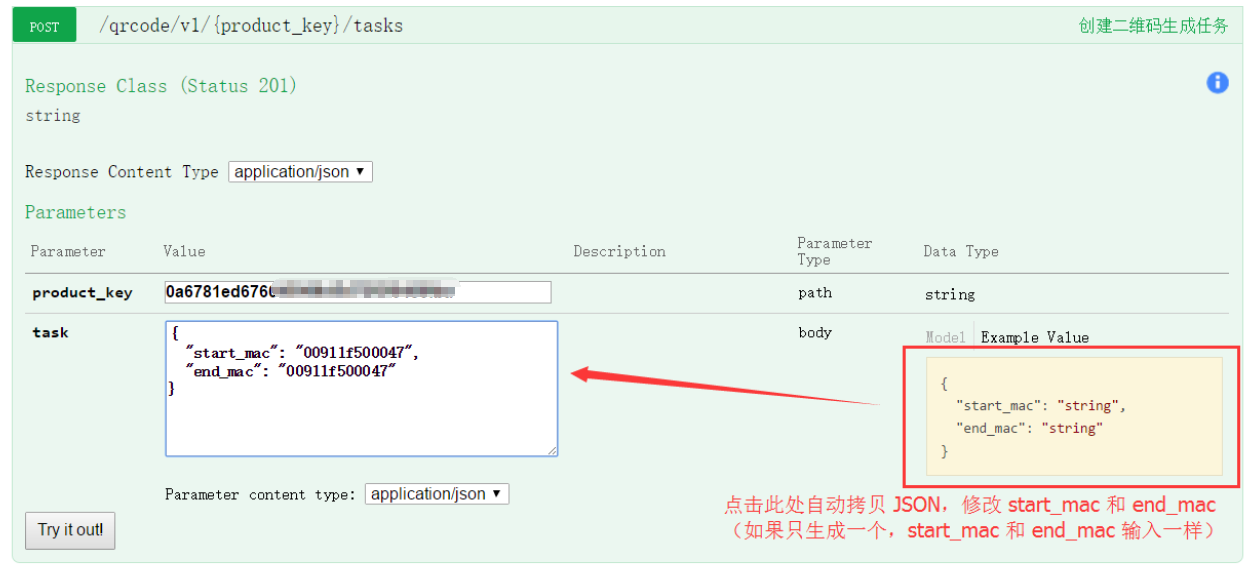 POST /qrcode/v1/{product_key}/tasks 创建二维码生成任务
Response Class (Status 201)
string
Response Content Type application/json
Parameters
Parameter Value Description Parameter Type Data Type
product_key 0a6781ed676 path string
task
{
"start_mac": "00911f500047",
"end_mac": "00911f500047"
}
body
Model Example Value
{
"start_mac": "string",
"end_mac": "string"
}
Parameter content type: application/json
点击此处自动拷贝 JSON，修改 start_mac 和 end_mac
（如果只生成一个，start_mac 和 end_mac 输入一样）
Try it out!